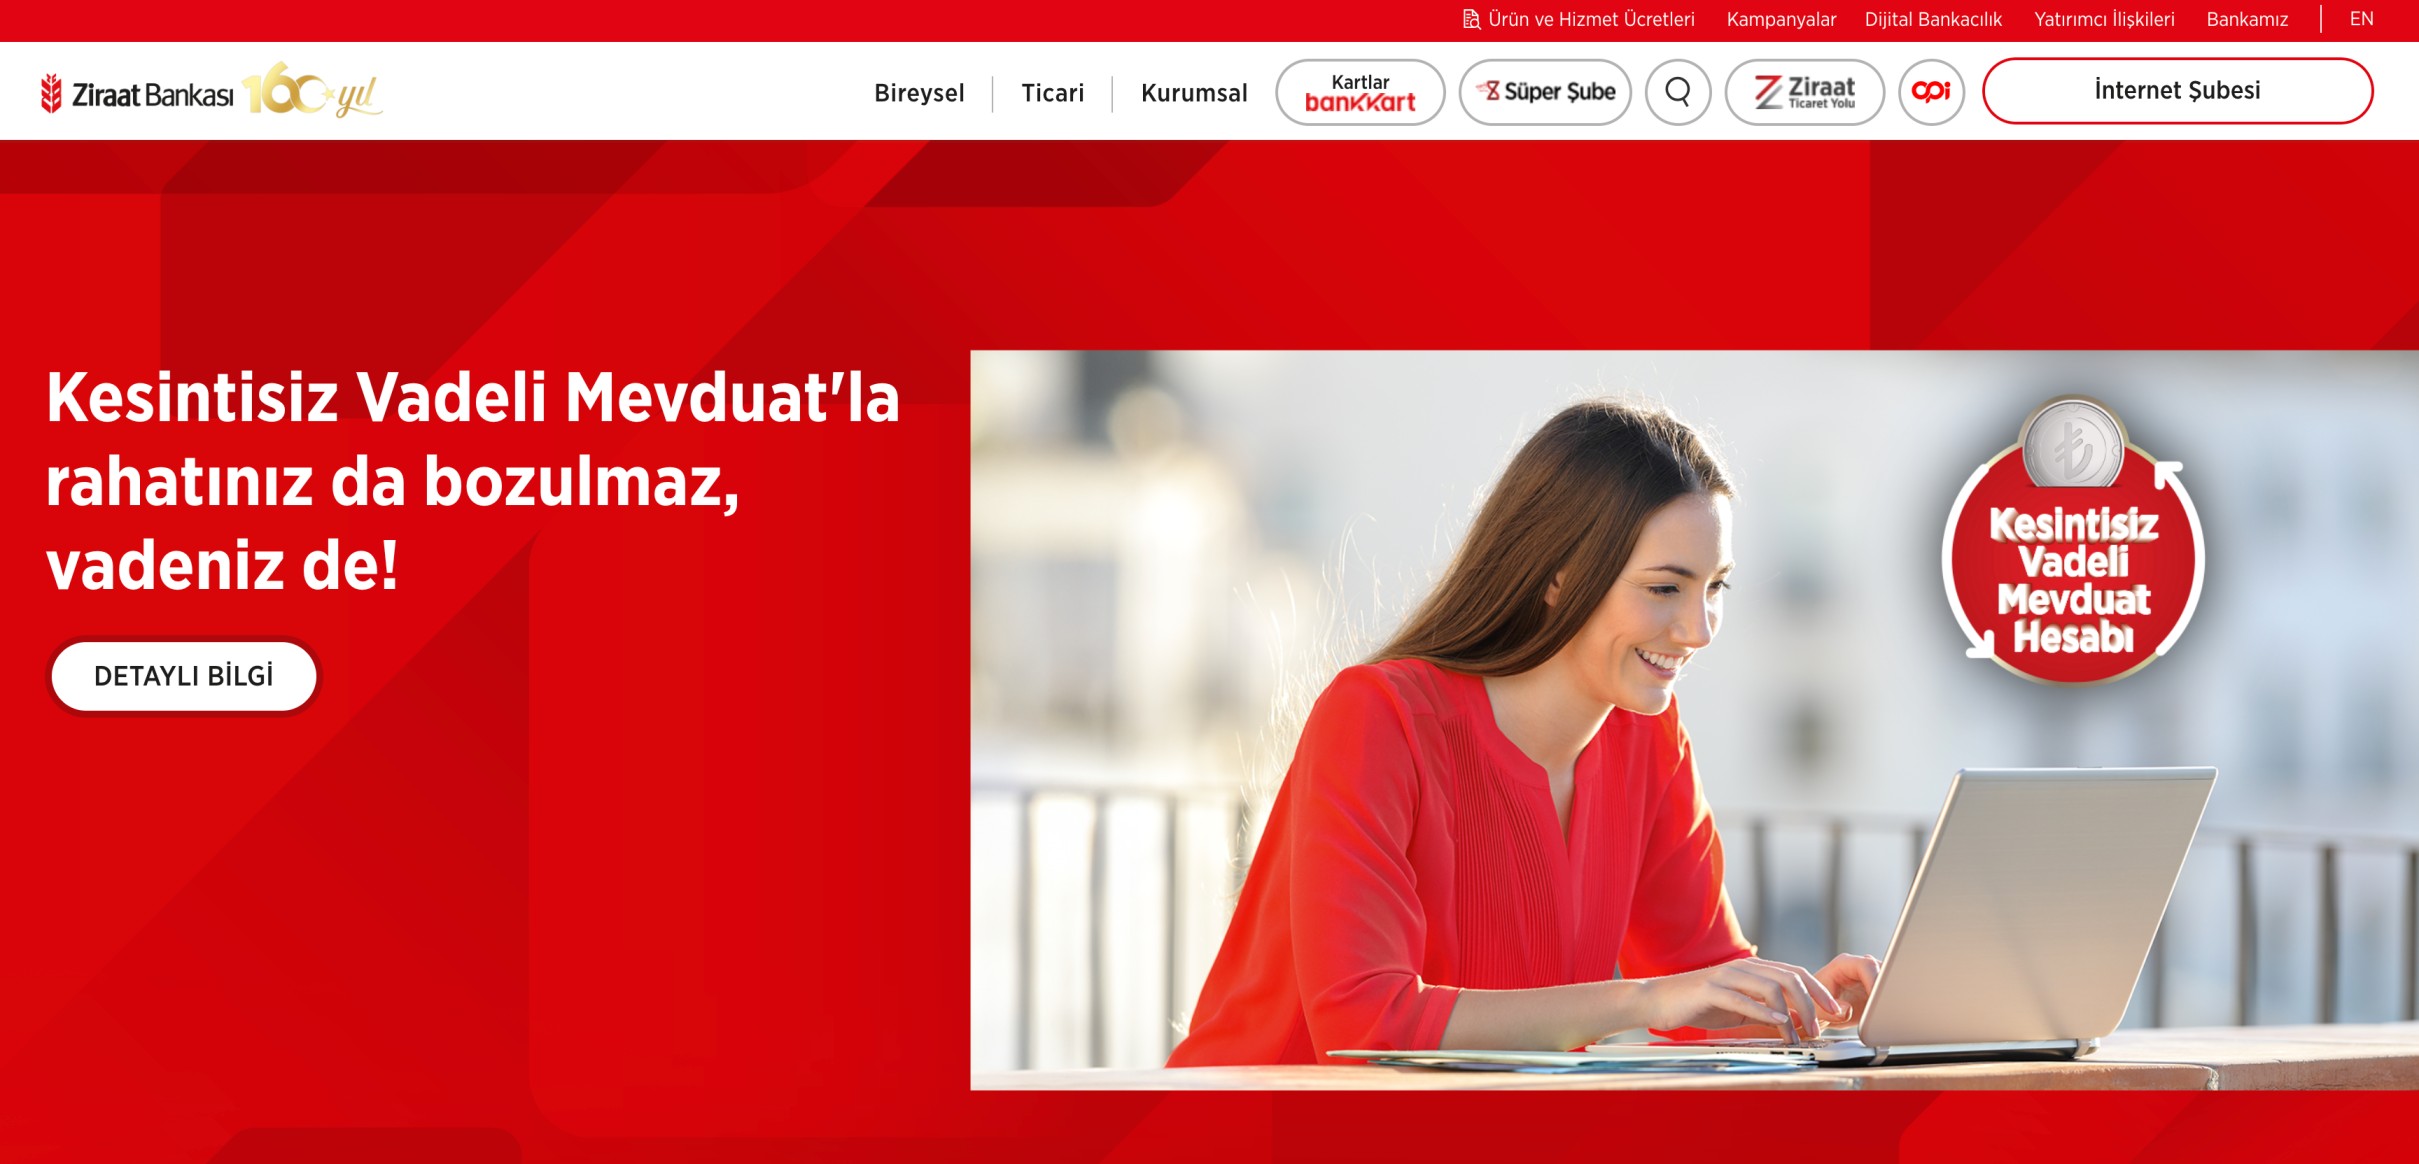 Ürün ve Hizmet Ücretleri Kampanyalar Dijital Bankacılık Yatırımcı İlişkileri Bankamız EN
Ziraat Bankası 160 yıl
Bireysel Ticari Kurumsal
Kartlar
bankkart
Süper Şube
Ziraat
Ticaret Yolu
api
İnternet Şubesi
Kesintisiz Vadeli Mevduat'la
rahatınız da bozulmaz,
vadeniz de!
DETAYLI BİLGİ
Kesintisiz
Vadeli
Mevduat
Hesabı